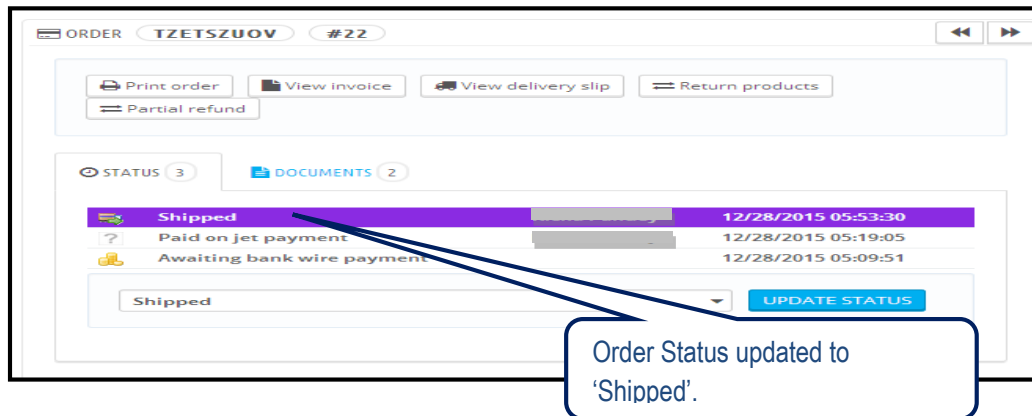 ORDER TZETSZUOV #22
Print order View invoice View delivery slip Return products
Partial refund
STATUS 3 DOCUMENTS 2
Shipped 12/28/2015 05:53:30
? Paid on jet payment 12/28/2015 05:19:05
Awaiting bank wire payment 12/28/2015 05:09:51
Shipped UPDATE STATUS
Order Status updated to
‘Shipped’.